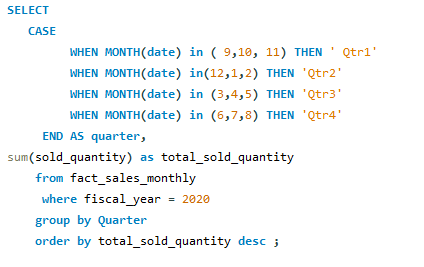 SELECT
CASE
WHEN MONTH(date) in ( 9,10, 11) THEN ' Qtr1'
WHEN MONTH(date) in(12,1,2) THEN 'Qtr2'
WHEN MONTH(date) in (3,4,5) THEN 'Qtr3'
WHEN MONTH(date) in (6,7,8) THEN 'Qtr4'
END AS quarter,
sum(sold_quantity) as total_sold_quantity
from fact_sales_monthly
where fiscal_year = 2020
group by Quarter
order by total_sold_quantity desc ;